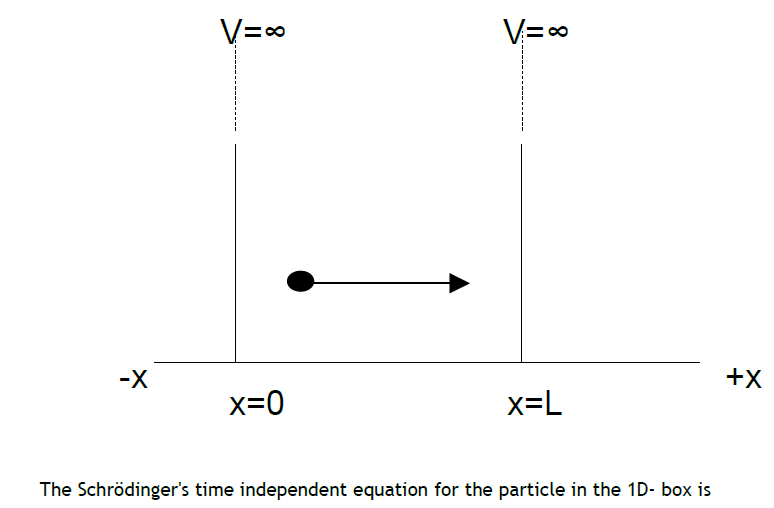 V=∞ V=∞
-x +x
x=0 x=L
The Schrödinger's time independent equation for the particle in the 1D- box is